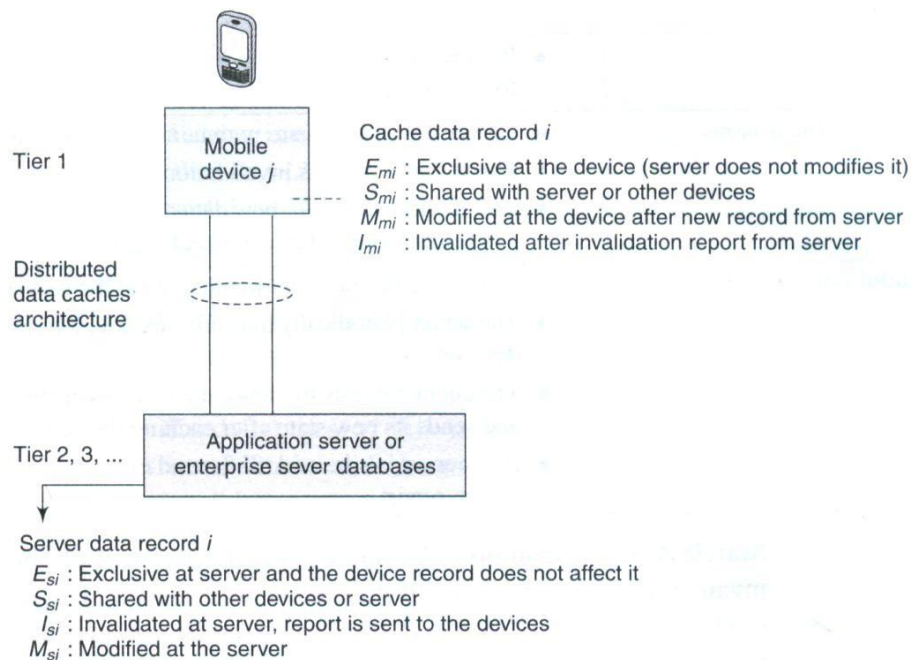 Tier 1
Mobile
device j
Cache data record i
E_mi : Exclusive at the device (server does not modifies it)
S_mi : Shared with server or other devices
M_mi : Modified at the device after new record from server
I_mi : Invalidated after invalidation report from server
Distributed
data caches
architecture
Tier 2, 3, ...
Application server or
enterprise sever databases
Server data record i
E_si : Exclusive at server and the device record does not affect it
S_si : Shared with other devices or server
I_si : Invalidated at server, report is sent to the devices
M_si : Modified at the server